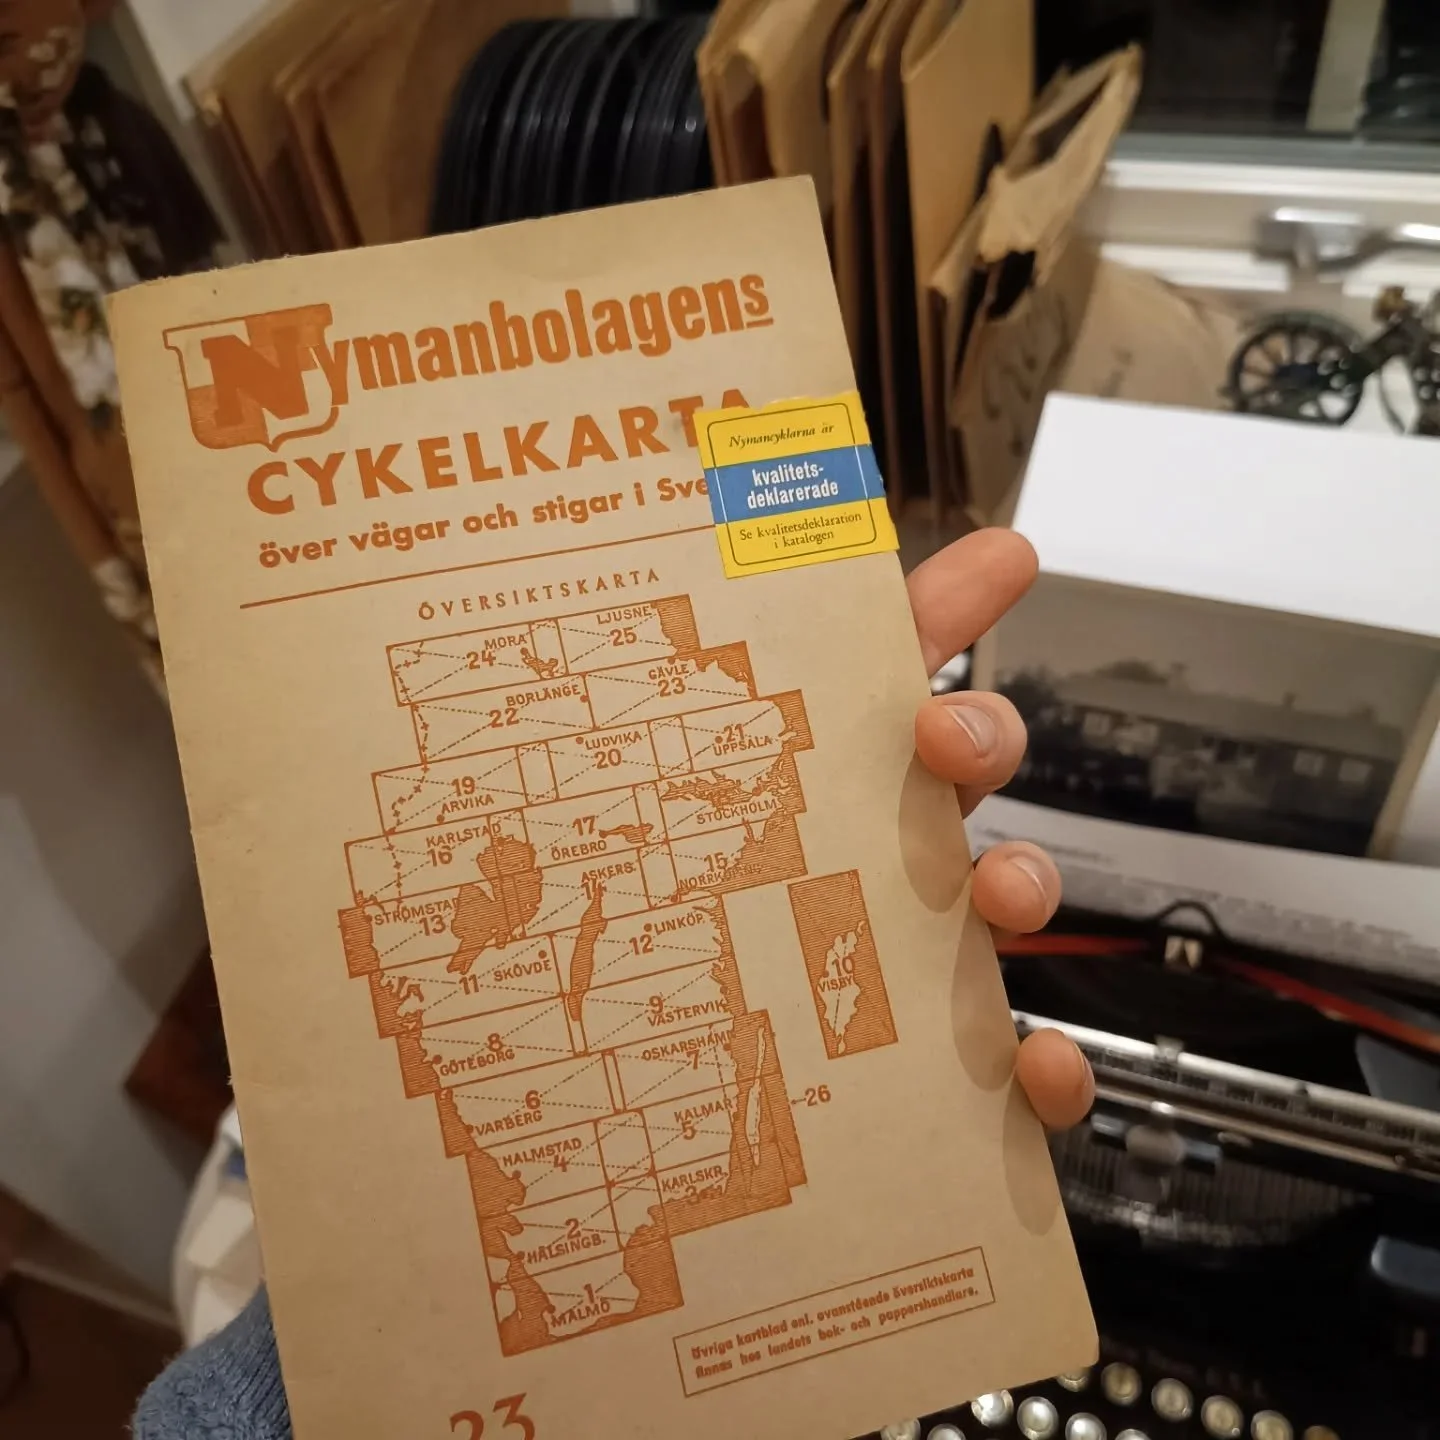 Nymanbolagens
CYKELKARTA
över vägar och stigar i Sve
Nymancyklarna är
kvalitets-
deklarerade
Se kvalitetsdeklaration
i katalogen
ÖVERSIKTSKARTA
LJUSNE
25
MORA
24
GÄVLE
23
BORLÄNGE
22
21
UPPSALA
LUDVIKA
20
19
ARVIKA
STOCKHOLM
17
ÖREBRO
KARLSTAD
16
15
NORRKÖPING
ASKERS.
14
STRÖMSTAD
13
LINKÖP.
12
SKÖVDE
11
10
VISBY
9
VÄSTERVIK
8
GÖTEBORG
OSKARSHAMN
7
26
6
VARBERG
KALMAR
5
HALMSTAD
4
KARLSKR.
3
2
HÄLSINGB.
1
MALMÖ
Övriga kartblad enl. ovanstående översiktskarta
finnas hos landets bok- och pappershandlare.
23